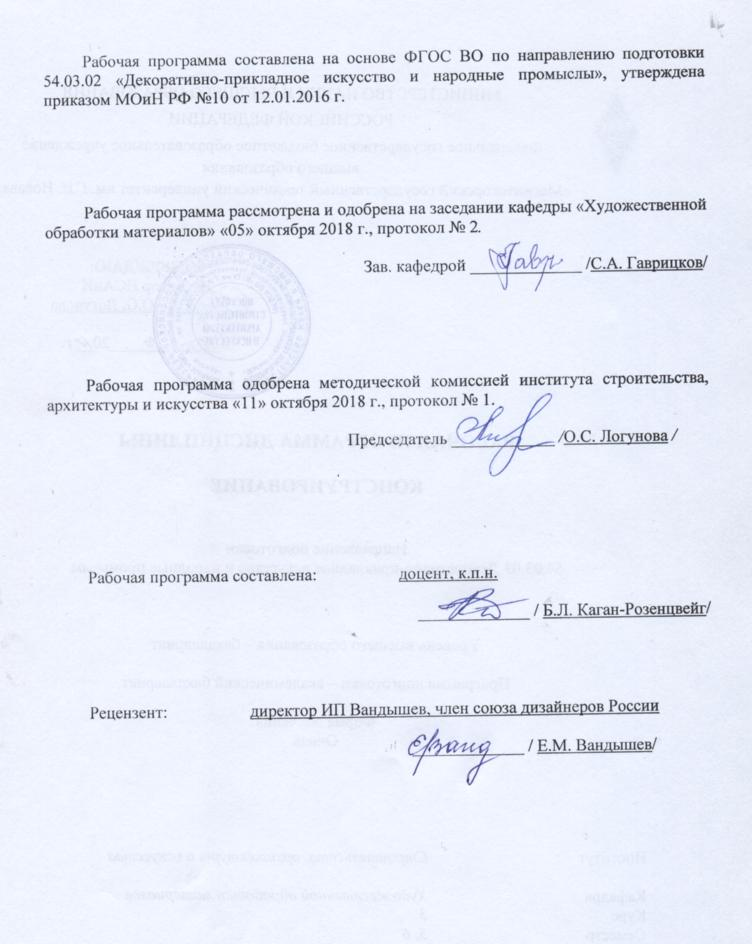 Рабочая программа составлена на основе ФГОС ВО по направлению подготовки
54.03.02 «Декоративно-прикладное искусство и народные промыслы», утверждена
приказом МОиН РФ №10 от 12.01.2016 г.
Рабочая программа рассмотрена и одобрена на заседании кафедры «Художественной
обработки материалов» «05» октября 2018 г., протокол № 2.
Зав. кафедрой ____________ /С.А. Гаврицков/
Рабочая программа одобрена методической комиссией института строительства,
архитектуры и искусства «11» октября 2018 г., протокол № 1.
Председатель ____________ /О.С. Логунова /
Рабочая программа составлена: доцент, к.п.н.
____________ / Б.Л. Каган-Розенцвейг/
Рецензент: директор ИП Вандышев, член союза дизайнеров России
____________ / Е.М. Вандышев/